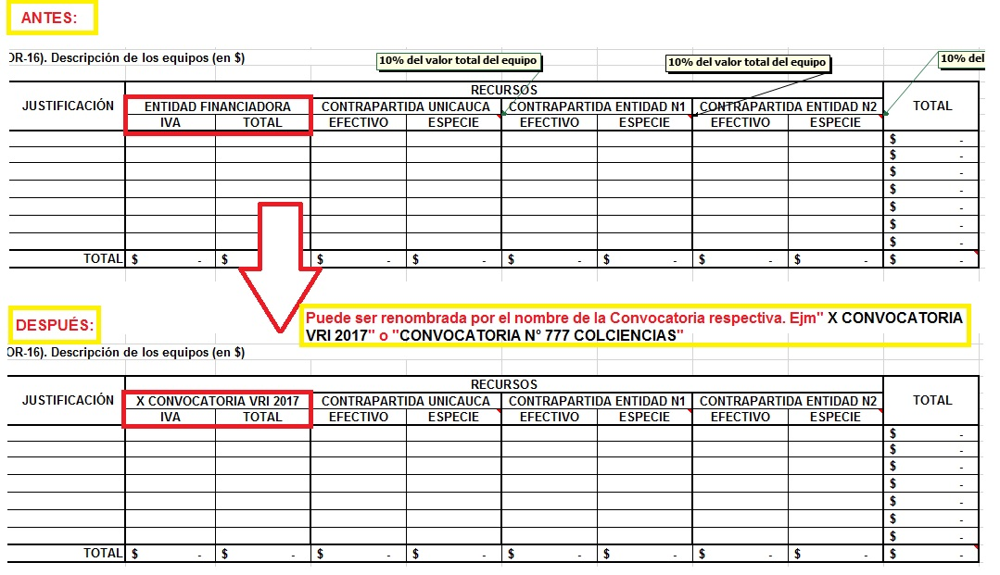 ANTES:
OR-16). Descripción de los equipos (en $)
10% del valor total del equipo
10% del valor total del equipo
10% del
JUSTIFICACIÓN
RECURSOS
TOTAL
ENTIDAD FINANCIADORA CONTRAPARTIDA UNICAUCA CONTRAPARTIDA ENTIDAD N1 CONTRAPARTIDA ENTIDAD N2
IVA TOTAL EFECTIVO ESPECIE EFECTIVO ESPECIE EFECTIVO ESPECIE
$ -
$ -
$ -
$ -
$ -
$ -
$ -
TOTAL $ - $ - $ - $ - $ - $ - $ - $ - $ -
DESPUÉS:
Puede ser renombrada por el nombre de la Convocatoria respectiva. Ejm" X CONVOCATORIA
VRI 2017" o "CONVOCATORIA N° 777 COLCIENCIAS"
OR-16). Descripción de los equipos (en $)
JUSTIFICACIÓN
RECURSOS
TOTAL
X CONVOCATORIA VRI 2017 CONTRAPARTIDA UNICAUCA CONTRAPARTIDA ENTIDAD N1 CONTRAPARTIDA ENTIDAD N2
IVA TOTAL EFECTIVO ESPECIE EFECTIVO ESPECIE EFECTIVO ESPECIE
$ -
$ -
$ -
$ -
$ -
$ -
$ -
TOTAL $ - $ - $ - $ - $ - $ - $ - $ - $ -